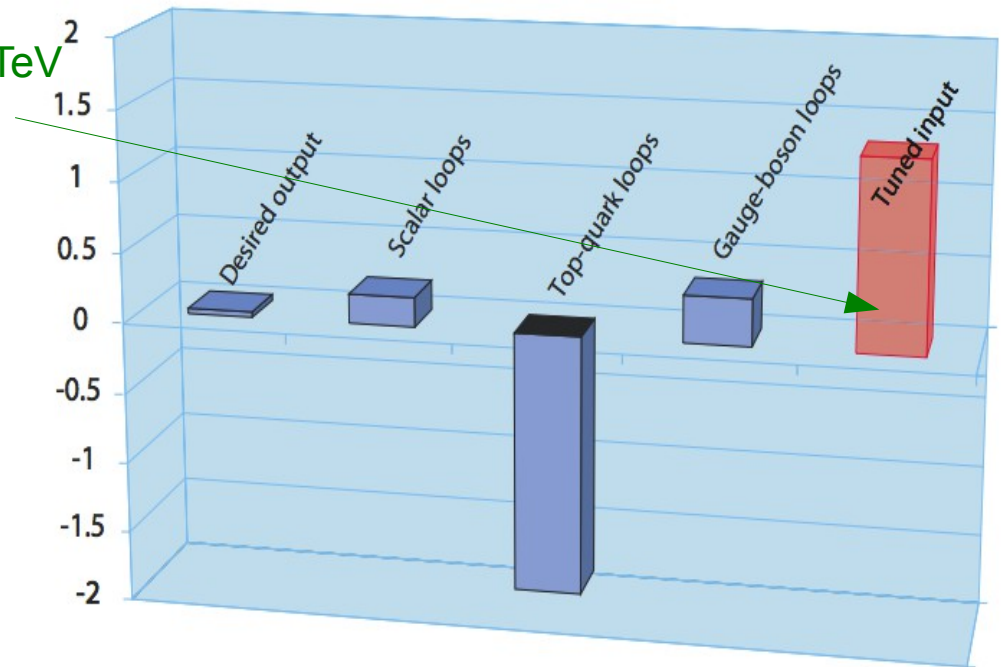 TeV
2
1.5
1
0.5
0
-0.5
-1
-1.5
-2
Desired output
Scalar loops
Top-quark loops
Gauge-boson loops
Tuned input